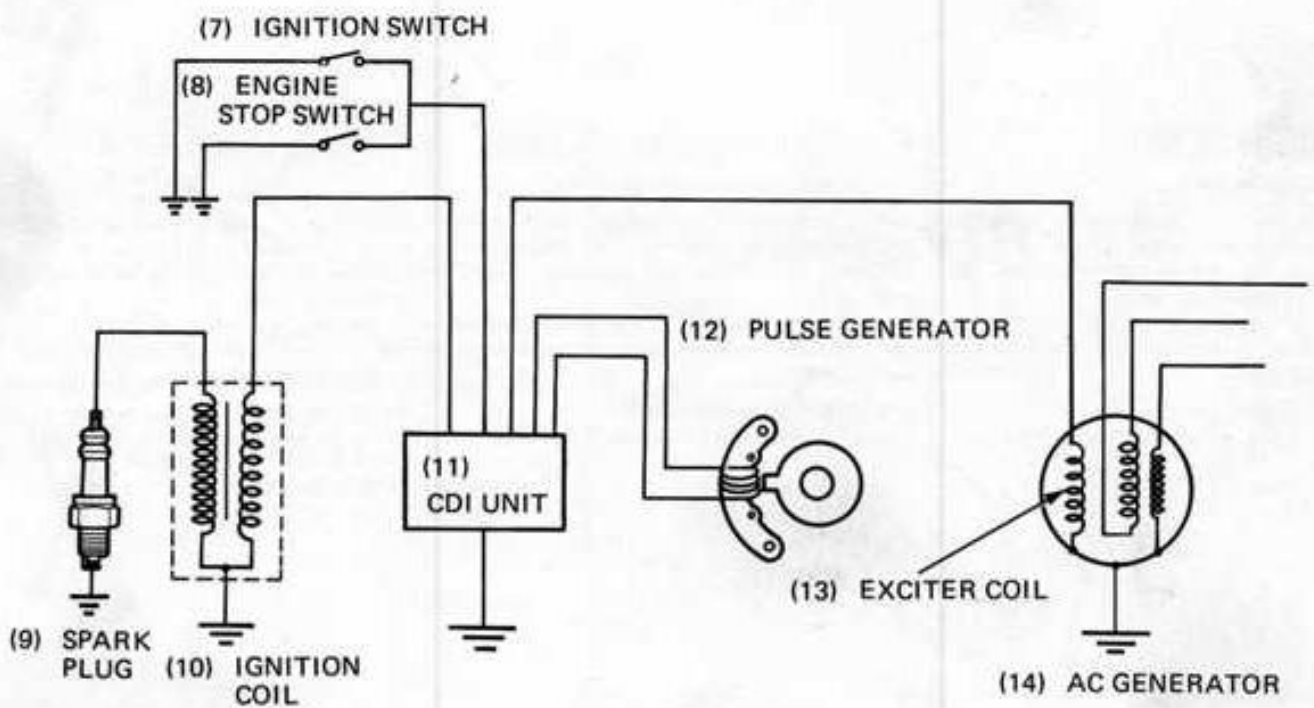 (7) IGNITION SWITCH
(8) ENGINE
STOP SWITCH
(12) PULSE GENERATOR
(11)
CDI UNIT
(13) EXCITER COIL
(9) SPARK
PLUG
(10) IGNITION
COIL
(14) AC GENERATOR